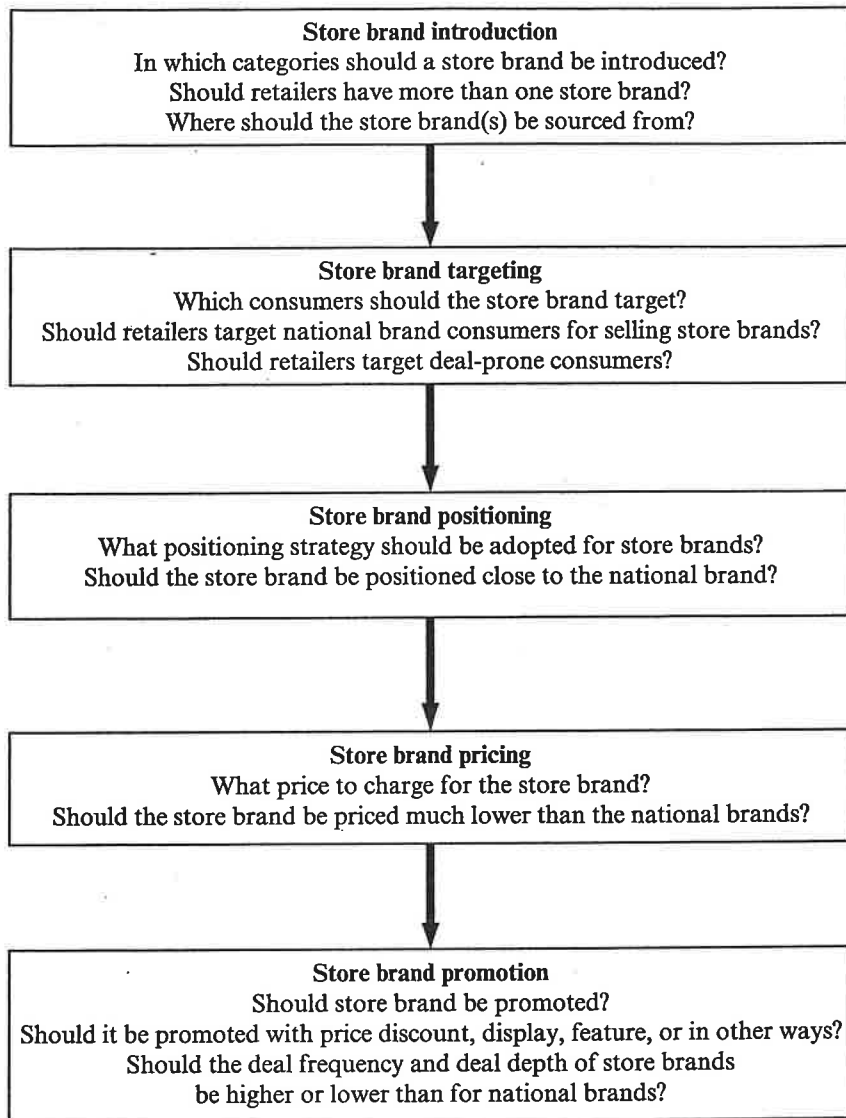 Store brand introduction
In which categories should a store brand be introduced?
Should retailers have more than one store brand?
Where should the store brand(s) be sourced from?
Store brand targeting
Which consumers should the store brand target?
Should retailers target national brand consumers for selling store brands?
Should retailers target deal-prone consumers?
Store brand positioning
What positioning strategy should be adopted for store brands?
Should the store brand be positioned close to the national brand?
Store brand pricing
What price to charge for the store brand?
Should the store brand be priced much lower than the national brands?
Store brand promotion
Should store brand be promoted?
Should it be promoted with price discount, display, feature, or in other ways?
Should the deal frequency and deal depth of store brands
be higher or lower than for national brands?